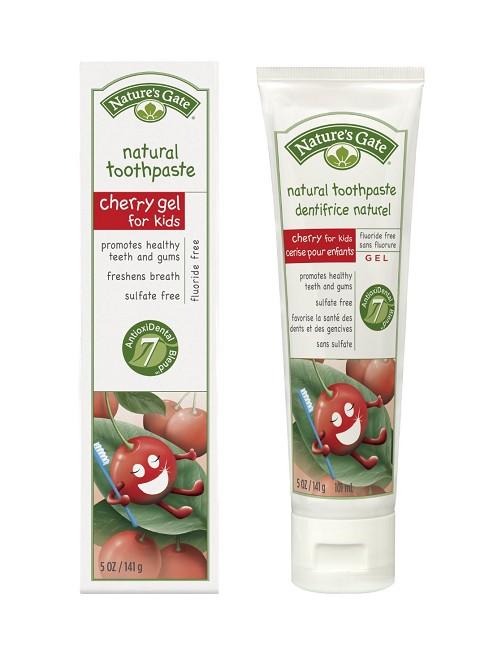 Nature's Gate®
natural
toothpaste
cherry gel
for kids
promotes healthy
teeth and gums
freshens breath
sulfate free
fluoride free
AntioxiDental
7
Blend™
5 OZ / 141 g
Nature's Gate®
natural toothpaste
dentifrice naturel
cherry for kids
cerise pour enfants
fluoride free
sans fluorure
GEL
promotes healthy
teeth and gums
sulfate free
favorise la santé des
dents et des gencives
sans sulfate
AntioxiDental
7
Blend™
5 OZ / 141 g 101 mL